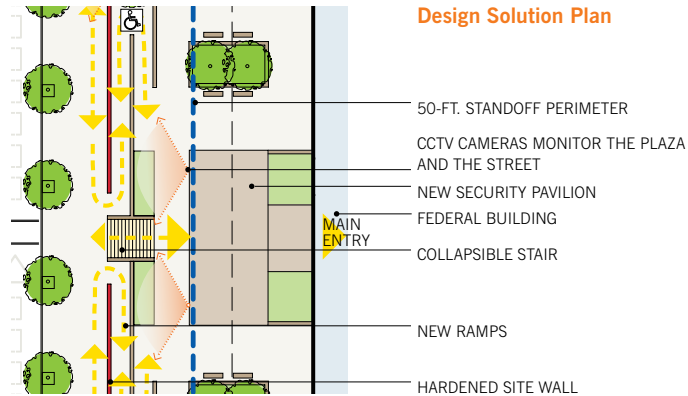 Design Solution Plan
50-FT. STANDOFF PERIMETER
CCTV CAMERAS MONITOR THE PLAZA
AND THE STREET
NEW SECURITY PAVILION
FEDERAL BUILDING
MAIN
ENTRY
COLLAPSIBLE STAIR
NEW RAMPS
HARDENED SITE WALL